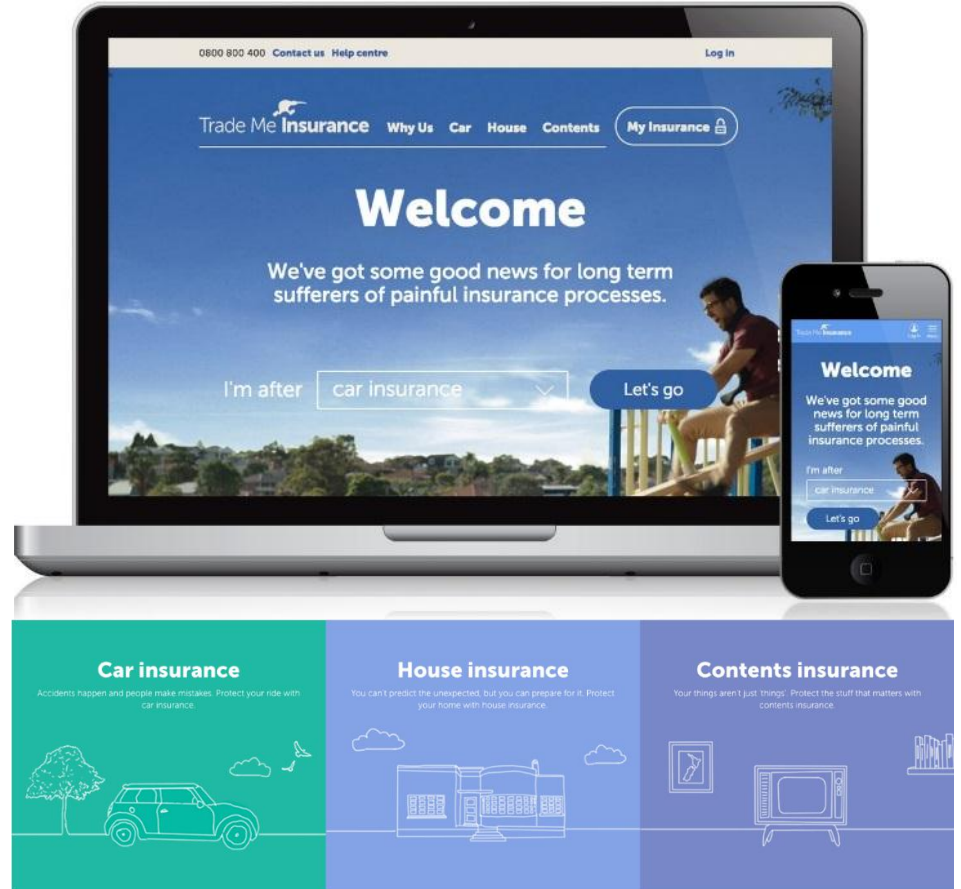 0800 800 400 Contact us Help centre Log in
Trade Me Insurance Why Us Car House Contents My Insurance
Welcome
We've got some good news for long term
sufferers of painful insurance processes.
I'm after car insurance Let's go
Trade Me Insurance Log in
Welcome
We've got some good
news for long term
sufferers of painful
insurance processes.
I'm after
car insurance
Let's go
Car insurance
Accidents happen and people make mistakes. Protect your ride with
car insurance.
House insurance
You can't predict the unexpected, but you can prepare for it. Protect
your home with house insurance.
Contents insurance
Your things aren't just 'things'. Protect the stuff that matters with
contents insurance.